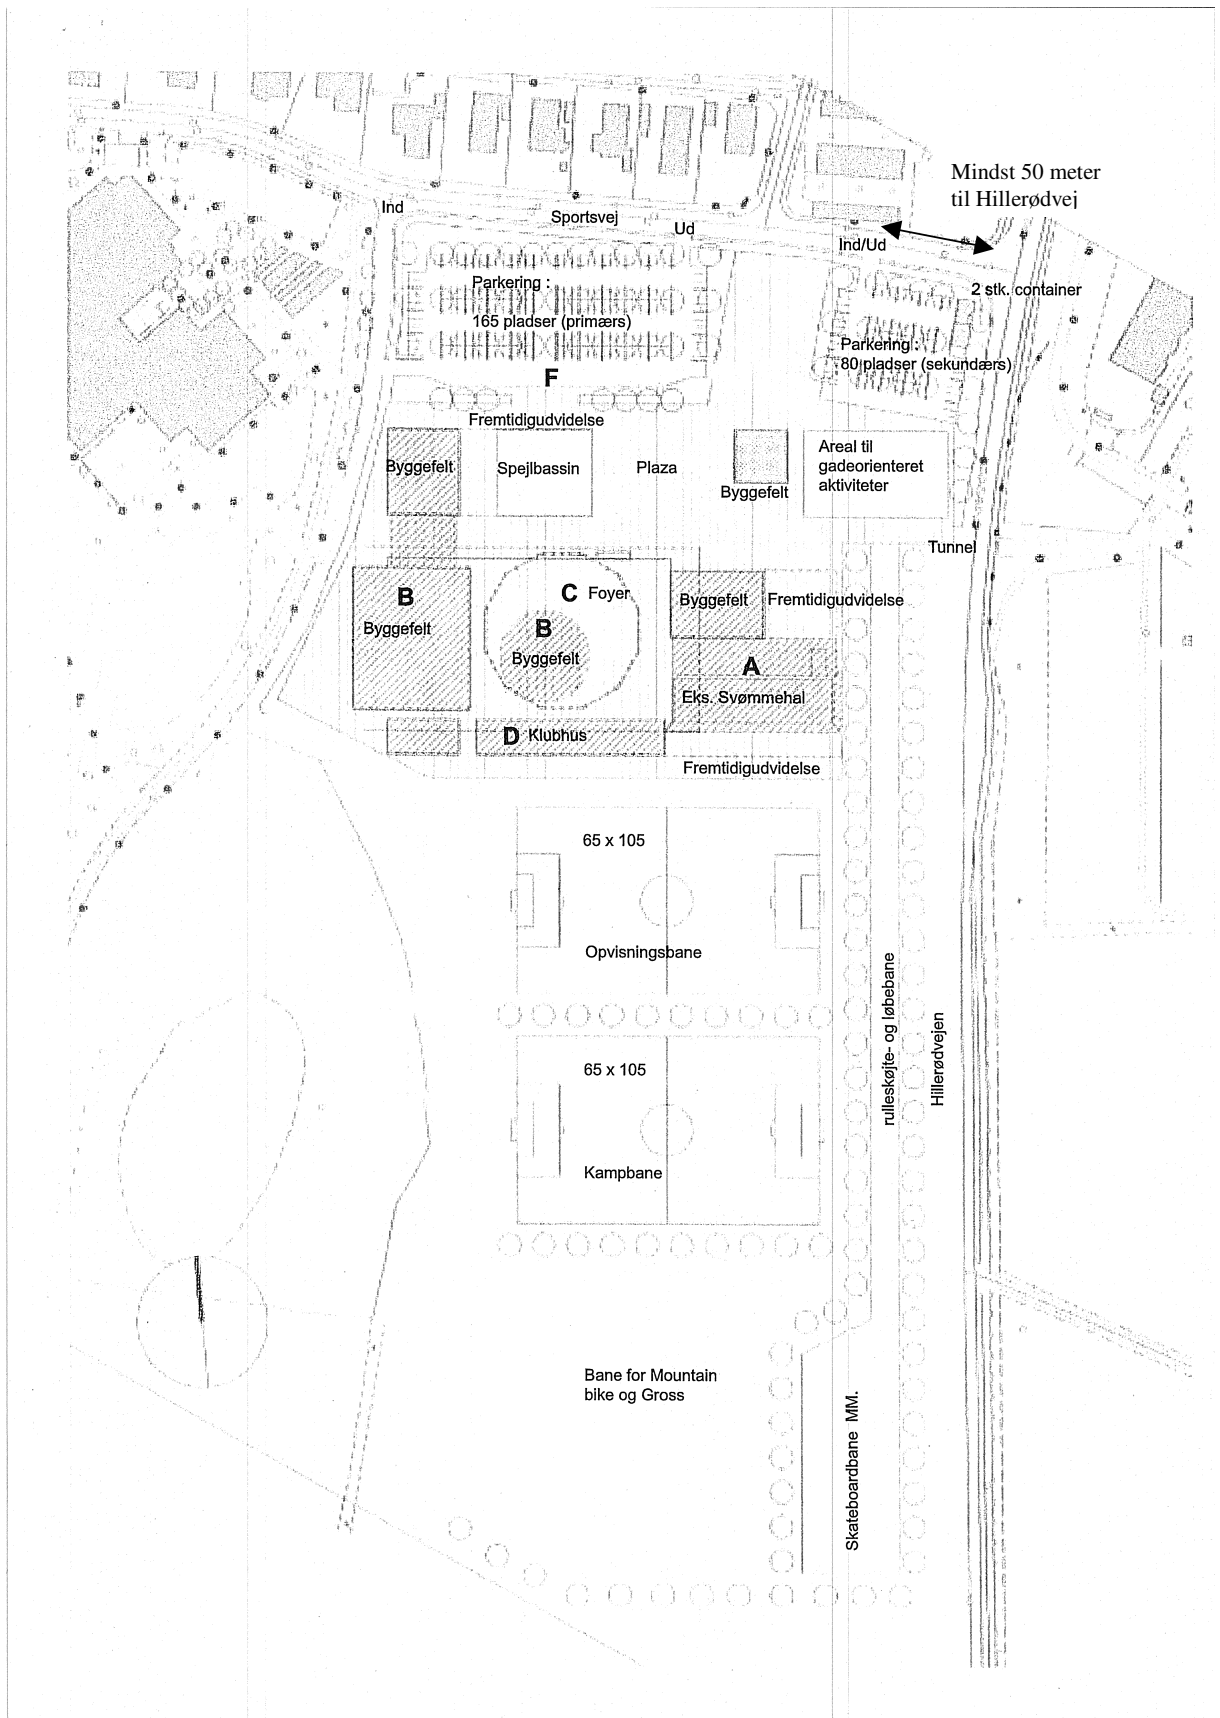 Mindst 50 meter
til Hillerødvej
Ind
Sportsvej
Ud
Ind/Ud
Parkering :
165 pladser (primærs)
2 stk. container
Parkering :
80 pladser (sekundærs)
F
Fremtidigudvidelse
Byggefelt
Spejlbassin
Plaza
Byggefelt
Areal til
gadeorienteret
aktiviteter
Tunnel
B
Byggefelt
C Foyer
B
Byggefelt
Byggefelt
Fremtidigudvidelse
A
Eks. Svømmehal
D Klubhus
Fremtidigudvidelse
65 x 105
Opvisningsbane
65 x 105
Kampbane
rulleskøjte- og løbebane
Hillerødvejen
Bane for Mountain
bike og Gross
Skateboardbane MM.